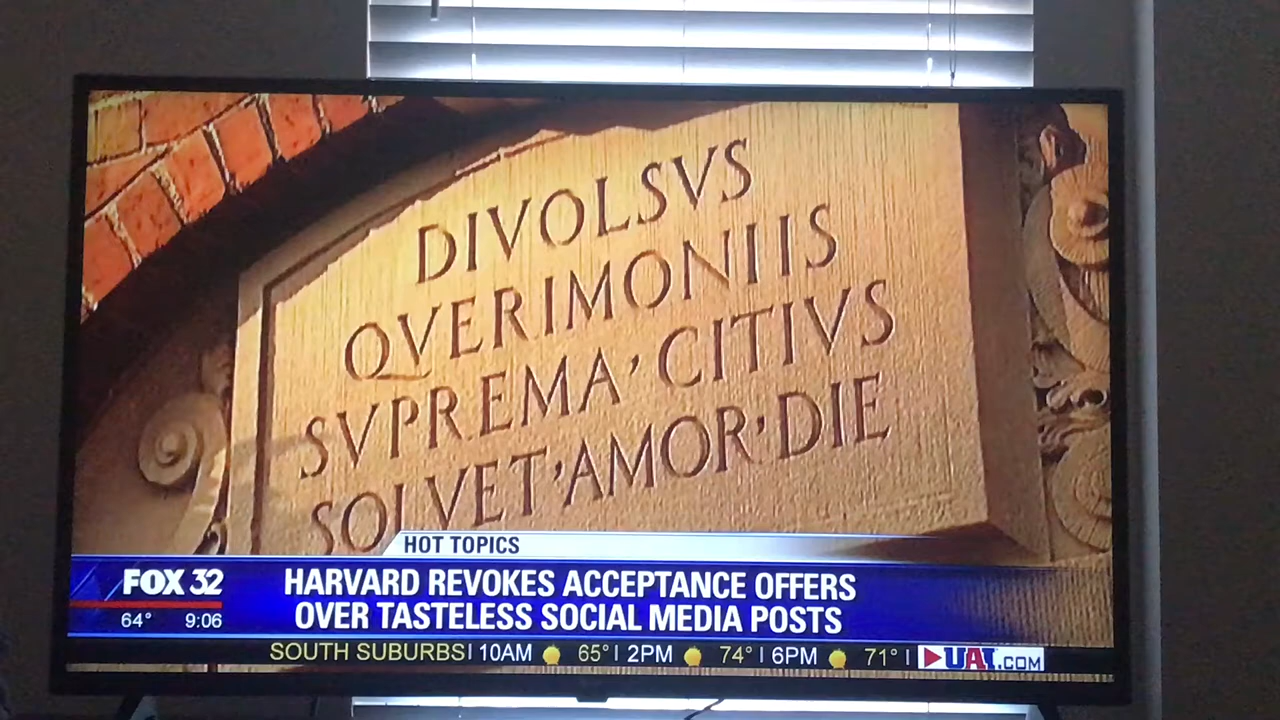 DIVOLSVS
QVERIMONIIS
SVPREMA'CITIVS
SOLVET'AMOR'DIE
HOT TOPICS
FOX 32
HARVARD REVOKES ACCEPTANCE OFFERS
OVER TASTELESS SOCIAL MEDIA POSTS
64° 9:06
SOUTH SUBURBS| 10AM 65° | 2PM 74° | 6PM 71° | UAI.COM